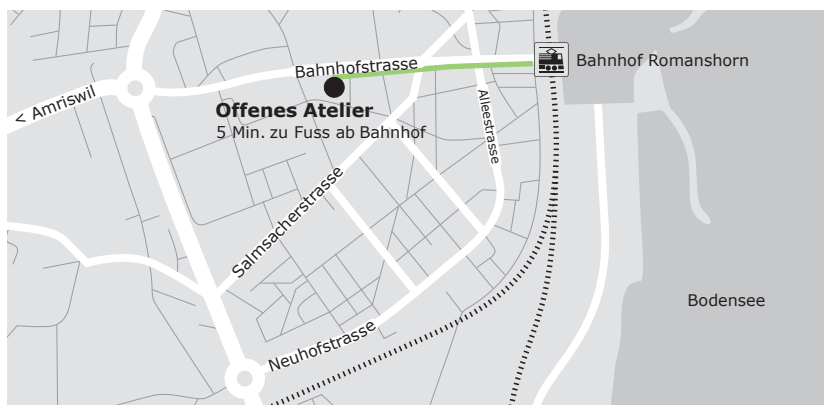 Bahnhofstrasse
Bahnhof Romanshorn
< Amriswil
Offenes Atelier
5 Min. zu Fuss ab Bahnhof
Alleestrasse
Salmsacherstrasse
Bodensee
Neuhofstrasse